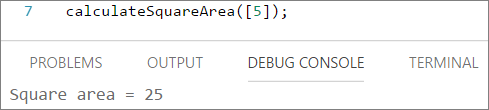 7 calculateSquareArea([5]);
PROBLEMS OUTPUT DEBUG CONSOLE TERMINAL
Square area = 25